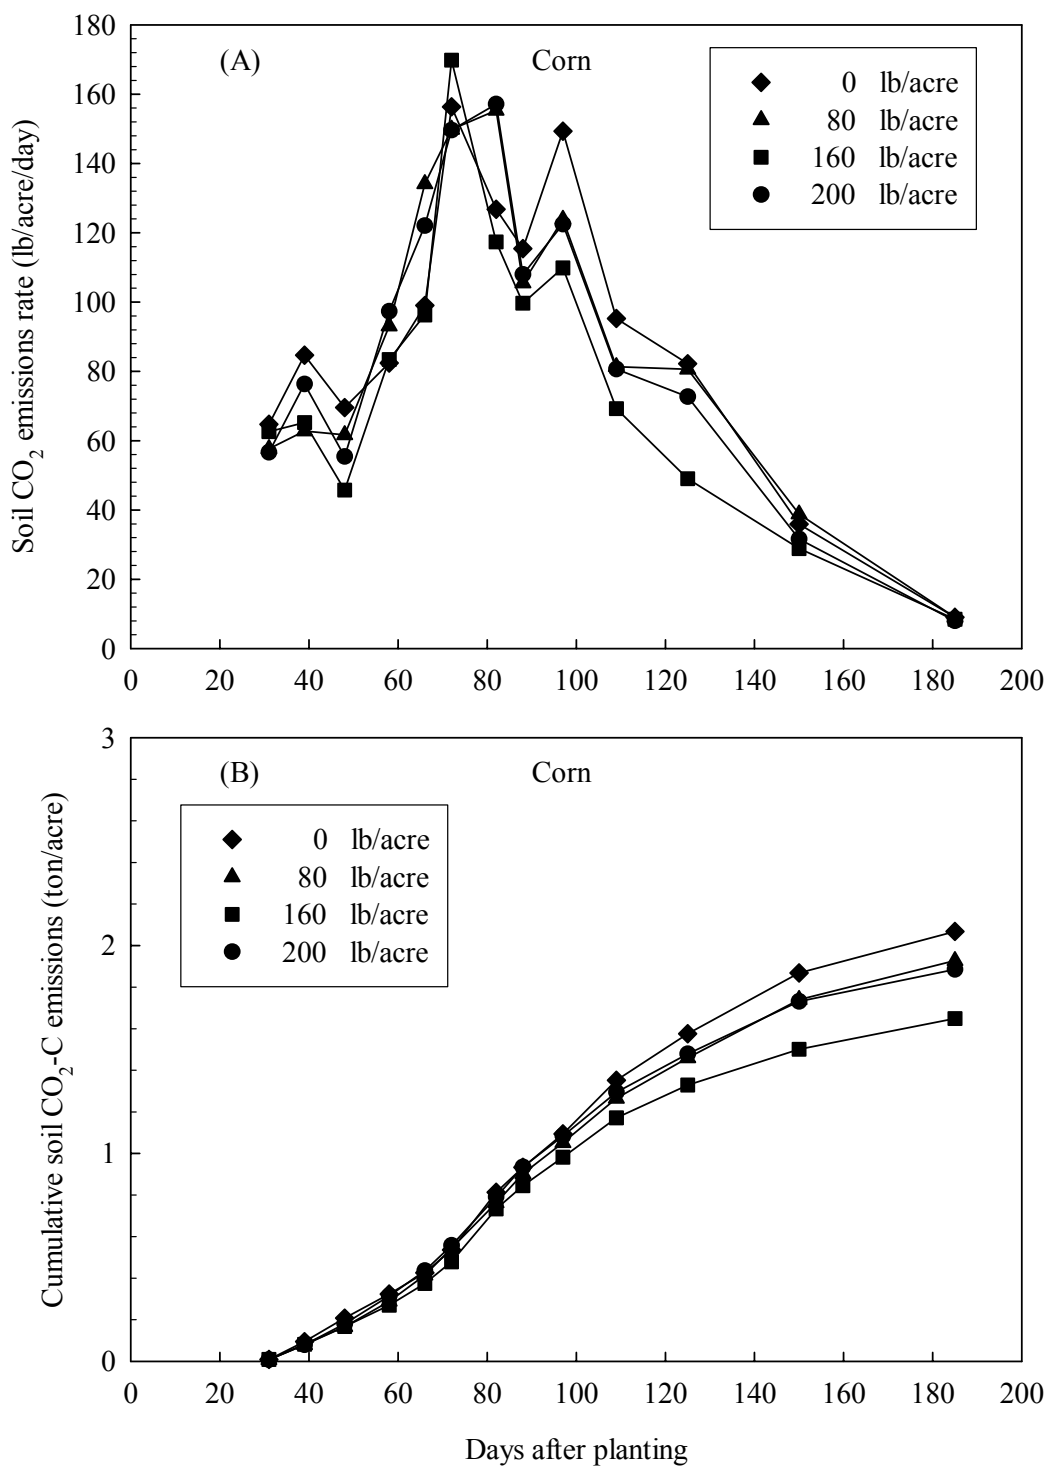 180
160
140
120
100
80
60
40
20
0
Soil CO₂ emissions rate (lb/acre/day)
(A)
Corn
0 lb/acre
80 lb/acre
160 lb/acre
200 lb/acre
0 20 40 60 80 100 120 140 160 180 200
3
2
1
0
Cumulative soil CO₂-C emissions (ton/acre)
(B)
Corn
0 lb/acre
80 lb/acre
160 lb/acre
200 lb/acre
0 20 40 60 80 100 120 140 160 180 200
Days after planting